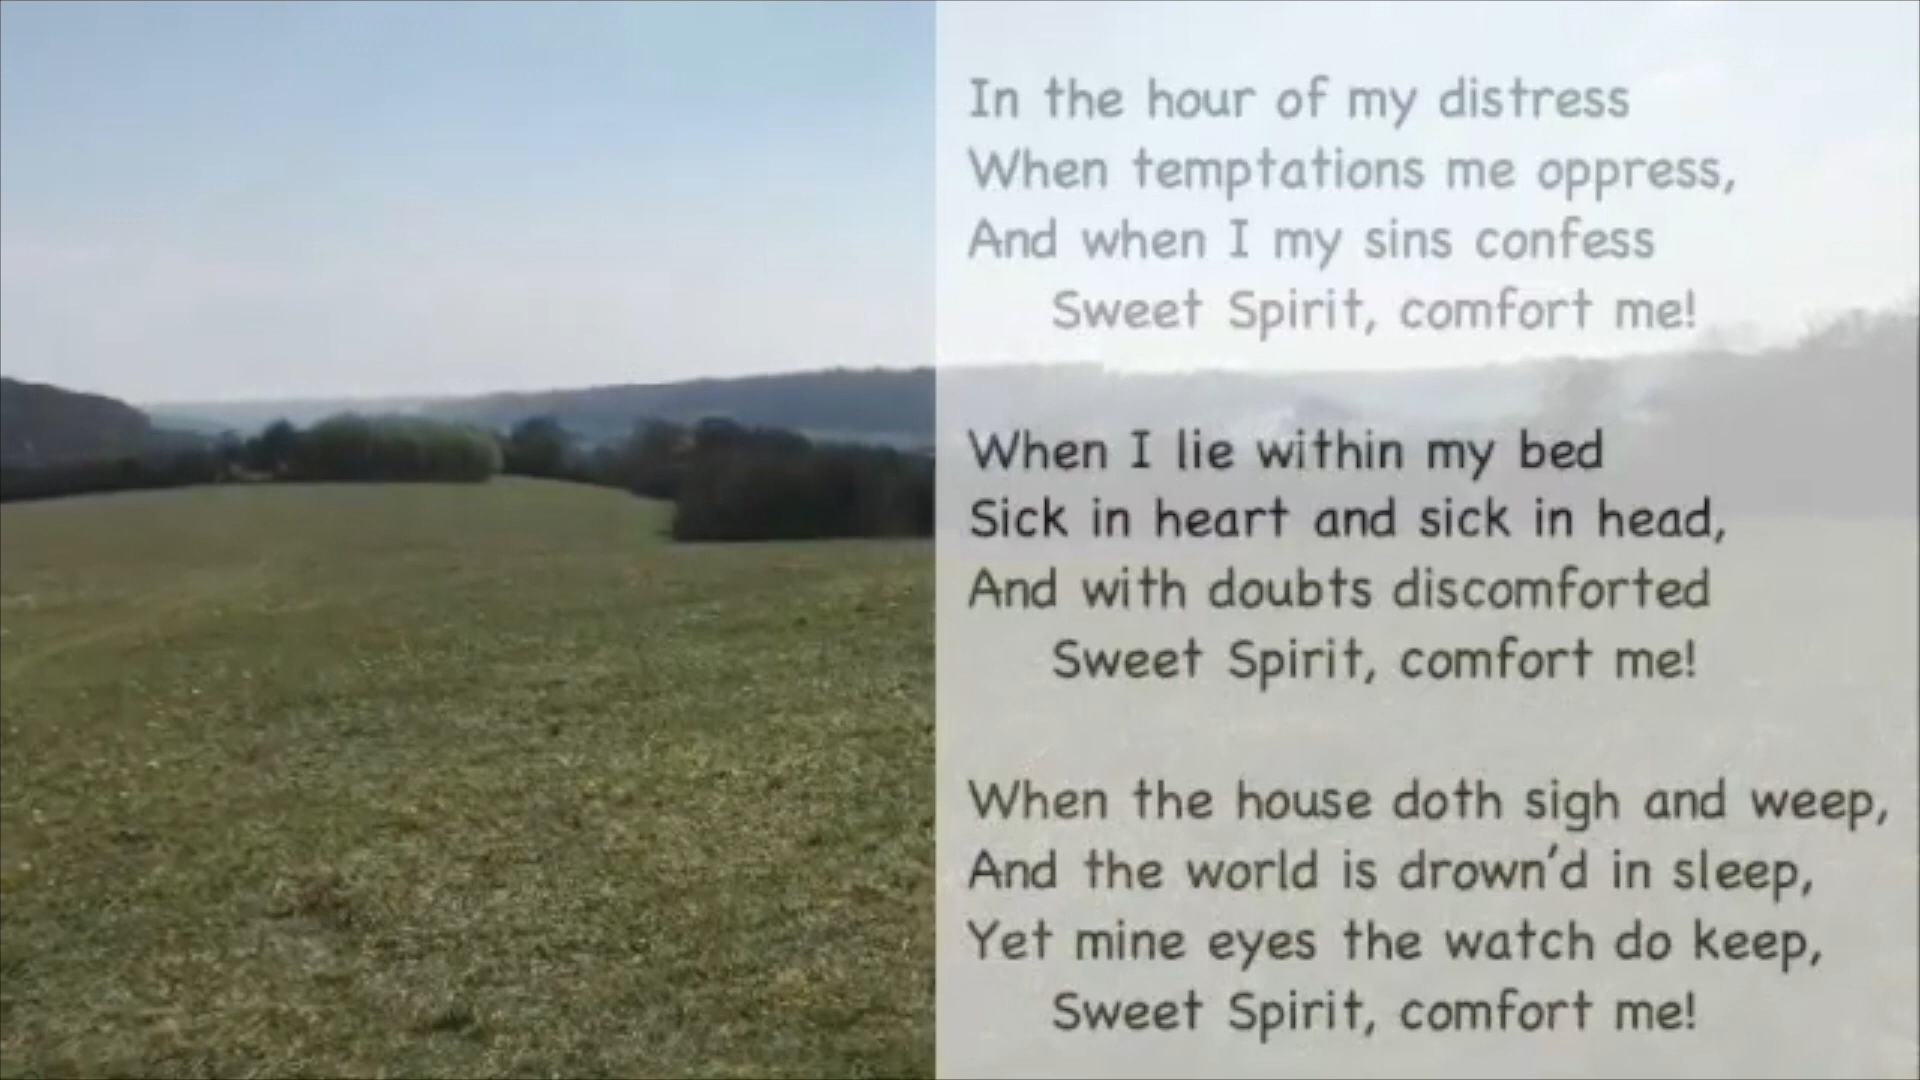 In the hour of my distress
When temptations me oppress,
And when I my sins confess
Sweet Spirit, comfort me!
When I lie within my bed
Sick in heart and sick in head,
And with doubts discomforted
Sweet Spirit, comfort me!
When the house doth sigh and weep,
And the world is drown’d in sleep,
Yet mine eyes the watch do keep,
Sweet Spirit, comfort me!